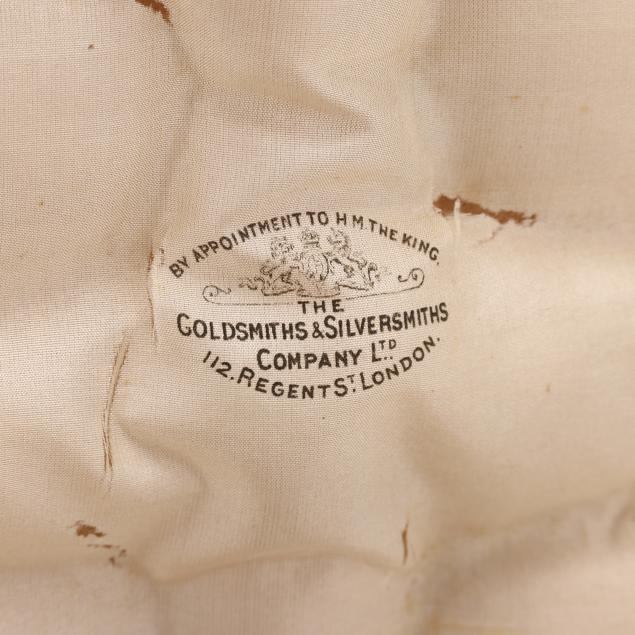 BY APPOINTMENT TO H M. THE KING.
THE
GOLDSMITHS & SILVERSMITHS
COMPANY LTD
112. REGENT ST. LONDON.